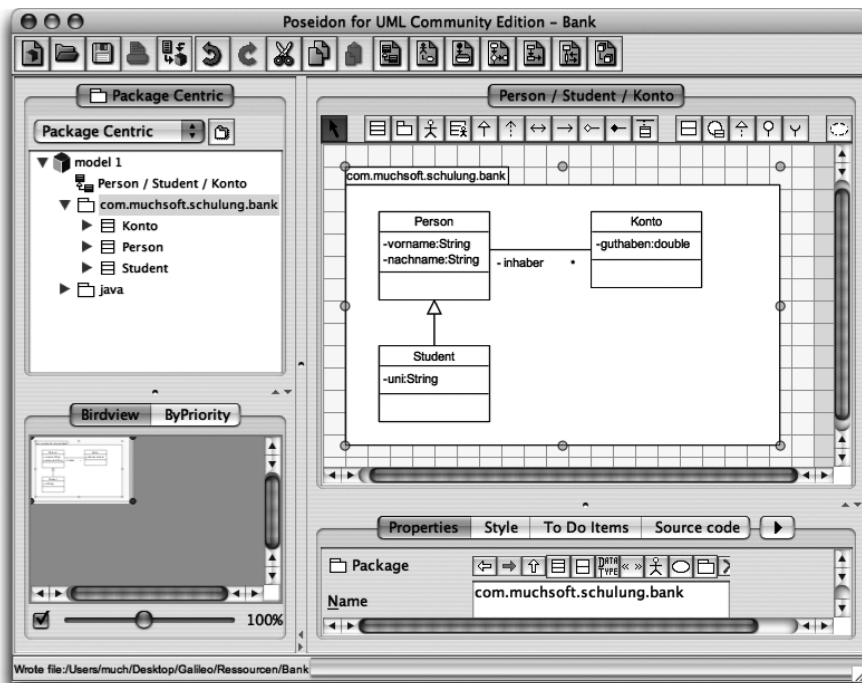 Poseidon for UML Community Edition – Bank
Package Centric
Package Centric
model 1
Person / Student / Konto
com.muchsoft.schulung.bank
Konto
Person
Student
java
Birdview
ByPriority
100%
Person / Student / Konto
com.muchsoft.schulung.bank
Person
-vorname:String
-nachname:String
- inhaber
*
Konto
-guthaben:double
Student
-uni:String
Properties
Style
To Do Items
Source code
Package
DATA TYPE
« »
Name
com.muchsoft.schulung.bank
Wrote file:/Users/much/Desktop/Galileo/Ressourcen/Bank